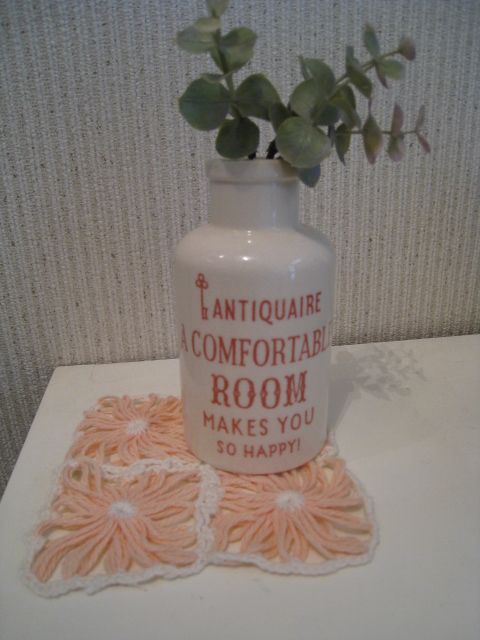 ANTIQUAIRE
A COMFORTABL
ROOM
MAKES YOU
SO HAPPY!